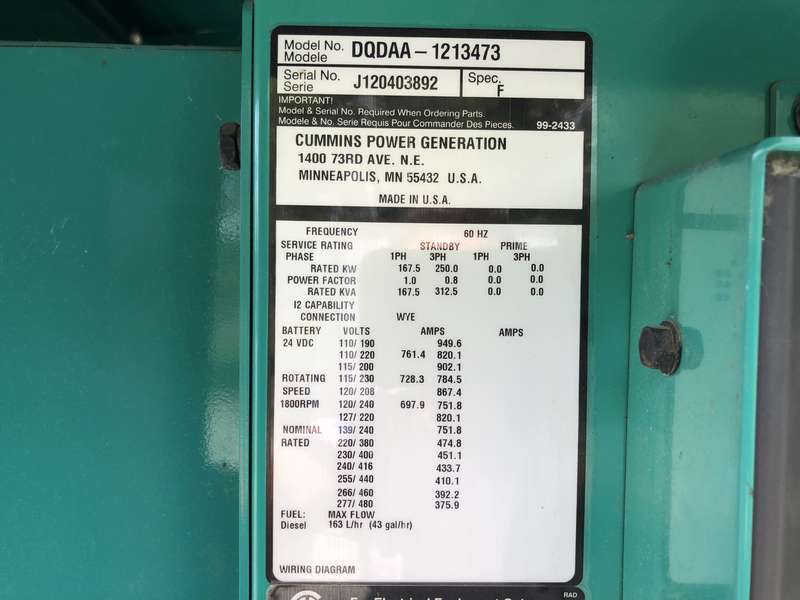 Model No. DQDAA-1213473
Modele
Serial No. J120403892 Spec. F
Serie
IMPORTANT!
Model & Serial No. Required When Ordering Parts.
Modele & No. Serie Requis Pour Commander Des Pieces. 99-2433
CUMMINS POWER GENERATION
1400 73RD AVE. N.E.
MINNEAPOLIS, MN 55432 U.S.A.
MADE IN U.S.A.
FREQUENCY 60 HZ
SERVICE RATING STANDBY PRIME
PHASE 1PH 3PH 1PH 3PH
RATED KW 167.5 250.0 0.0 0.0
POWER FACTOR 1.0 0.8
RATED KVA 167.5 312.5 0.0 0.0
I2 CAPABILITY
CONNECTION WYE
BATTERY VOLTS AMPS AMPS
24 VDC 110/190 949.6
110/220 761.4 820.1
115/200 902.1
ROTATING 115/230 728.3 784.5
SPEED 120/208 867.4
1800RPM 120/240 697.9 751.8
127/220 820.1
NOMINAL 139/240 751.8
RATED 220/380 474.8
230/400 451.1
240/416 433.7
255/440 410.1
266/460 392.2
277/480 375.9
FUEL: MAX FLOW
Diesel 163 L/hr (43 gal/hr)
WIRING DIAGRAM
RAD